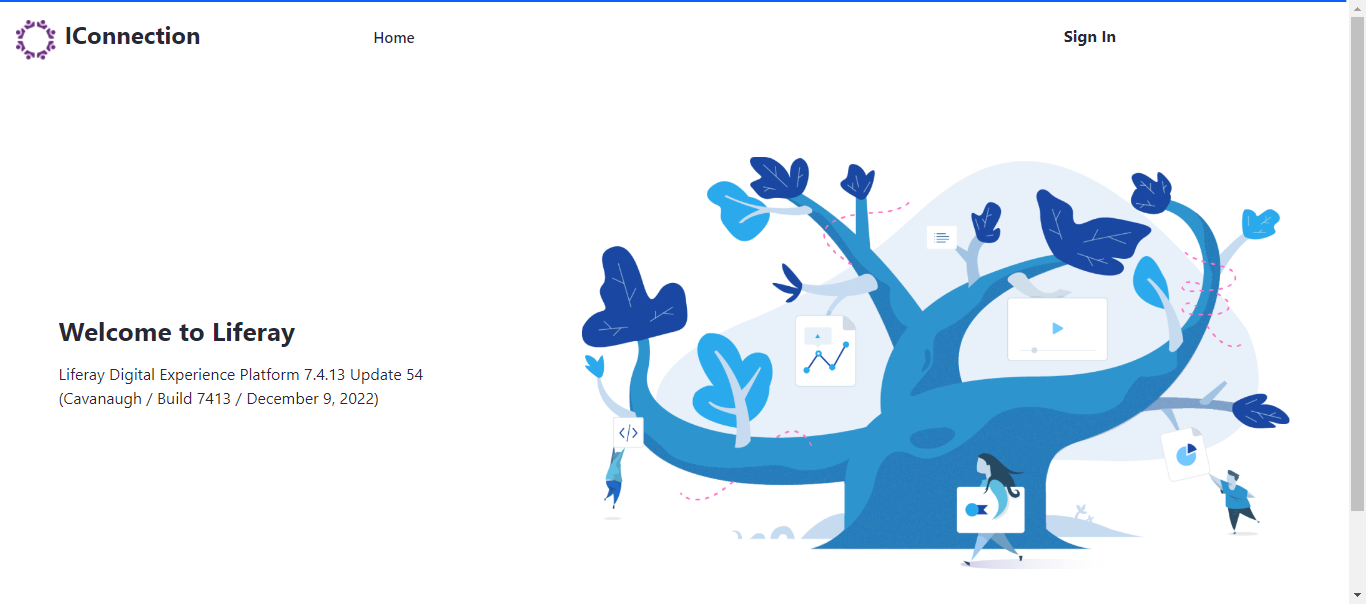 IConnection
Home
Sign In
Welcome to Liferay
Liferay Digital Experience Platform 7.4.13 Update 54
(Cavanaugh / Build 7413 / December 9, 2022)
</>